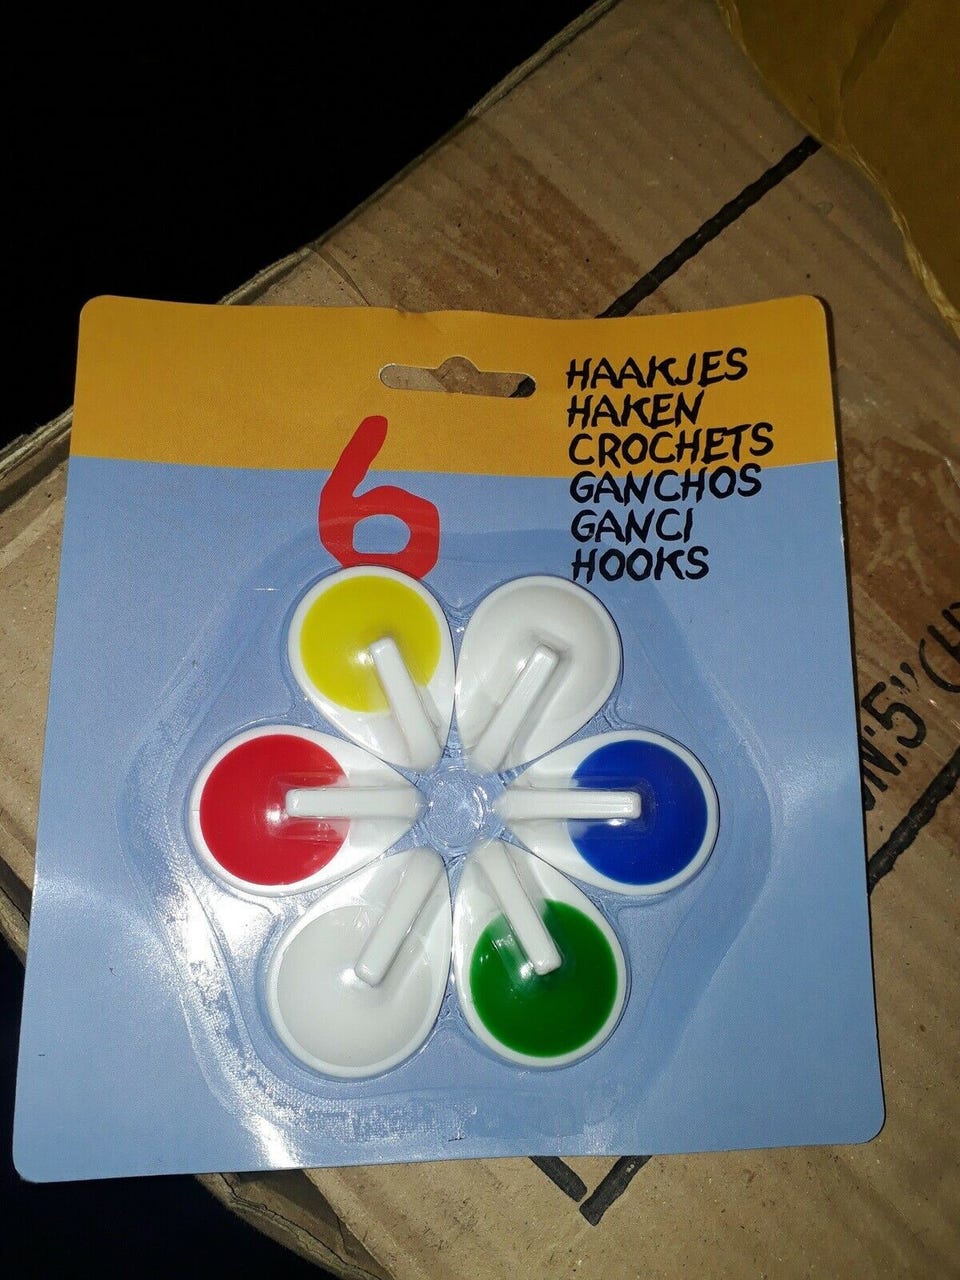 6
HAAKJES
HAKEN
CROCHETS
GANCHOS
GANCI
HOOKS